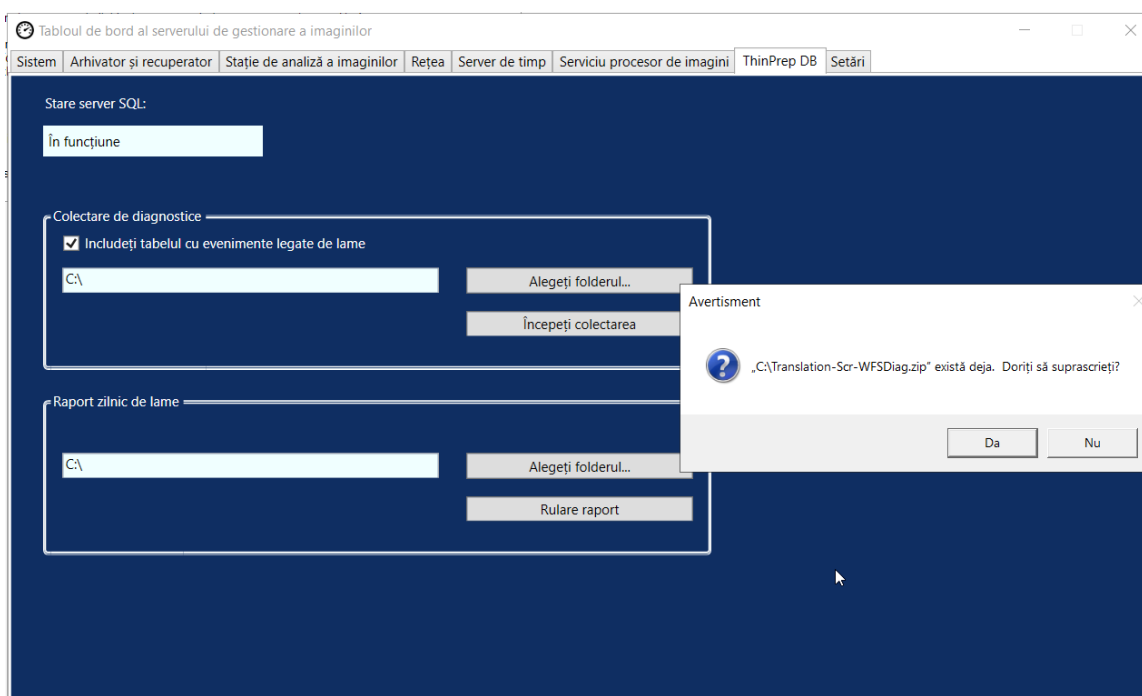 Tabloul de bord al serverului de gestionare a imaginilor
Sistem Arhivator și recuperator Stație de analiză a imaginilor Rețea Server de timp Serviciu procesor de imagini ThinPrep DB Setări
Stare server SQL:
În funcțiune
Colectare de diagnostice
Includeți tabelul cu evenimente legate de lame
C:\
Alegeți folderul...
Începeți colectarea
Avertisment
„C:\Translation-Scr-WFSDiag.zip” există deja. Doriți să suprascrieți?
Da Nu
Raport zilnic de lame
C:\
Alegeți folderul...
Rulare raport